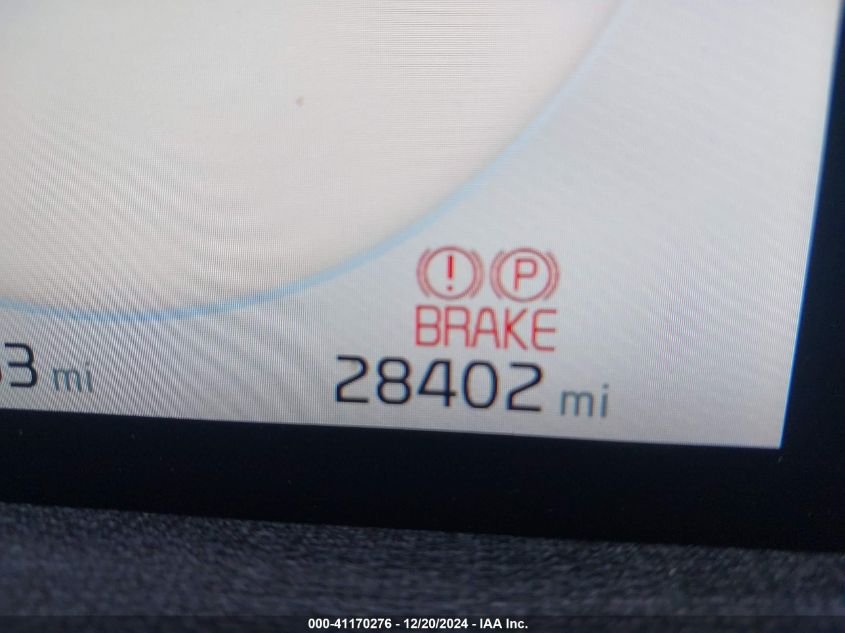 !
P
BRAKE
3 mi
28402 mi
000-41170276 - 12/20/2024 - IAA Inc.